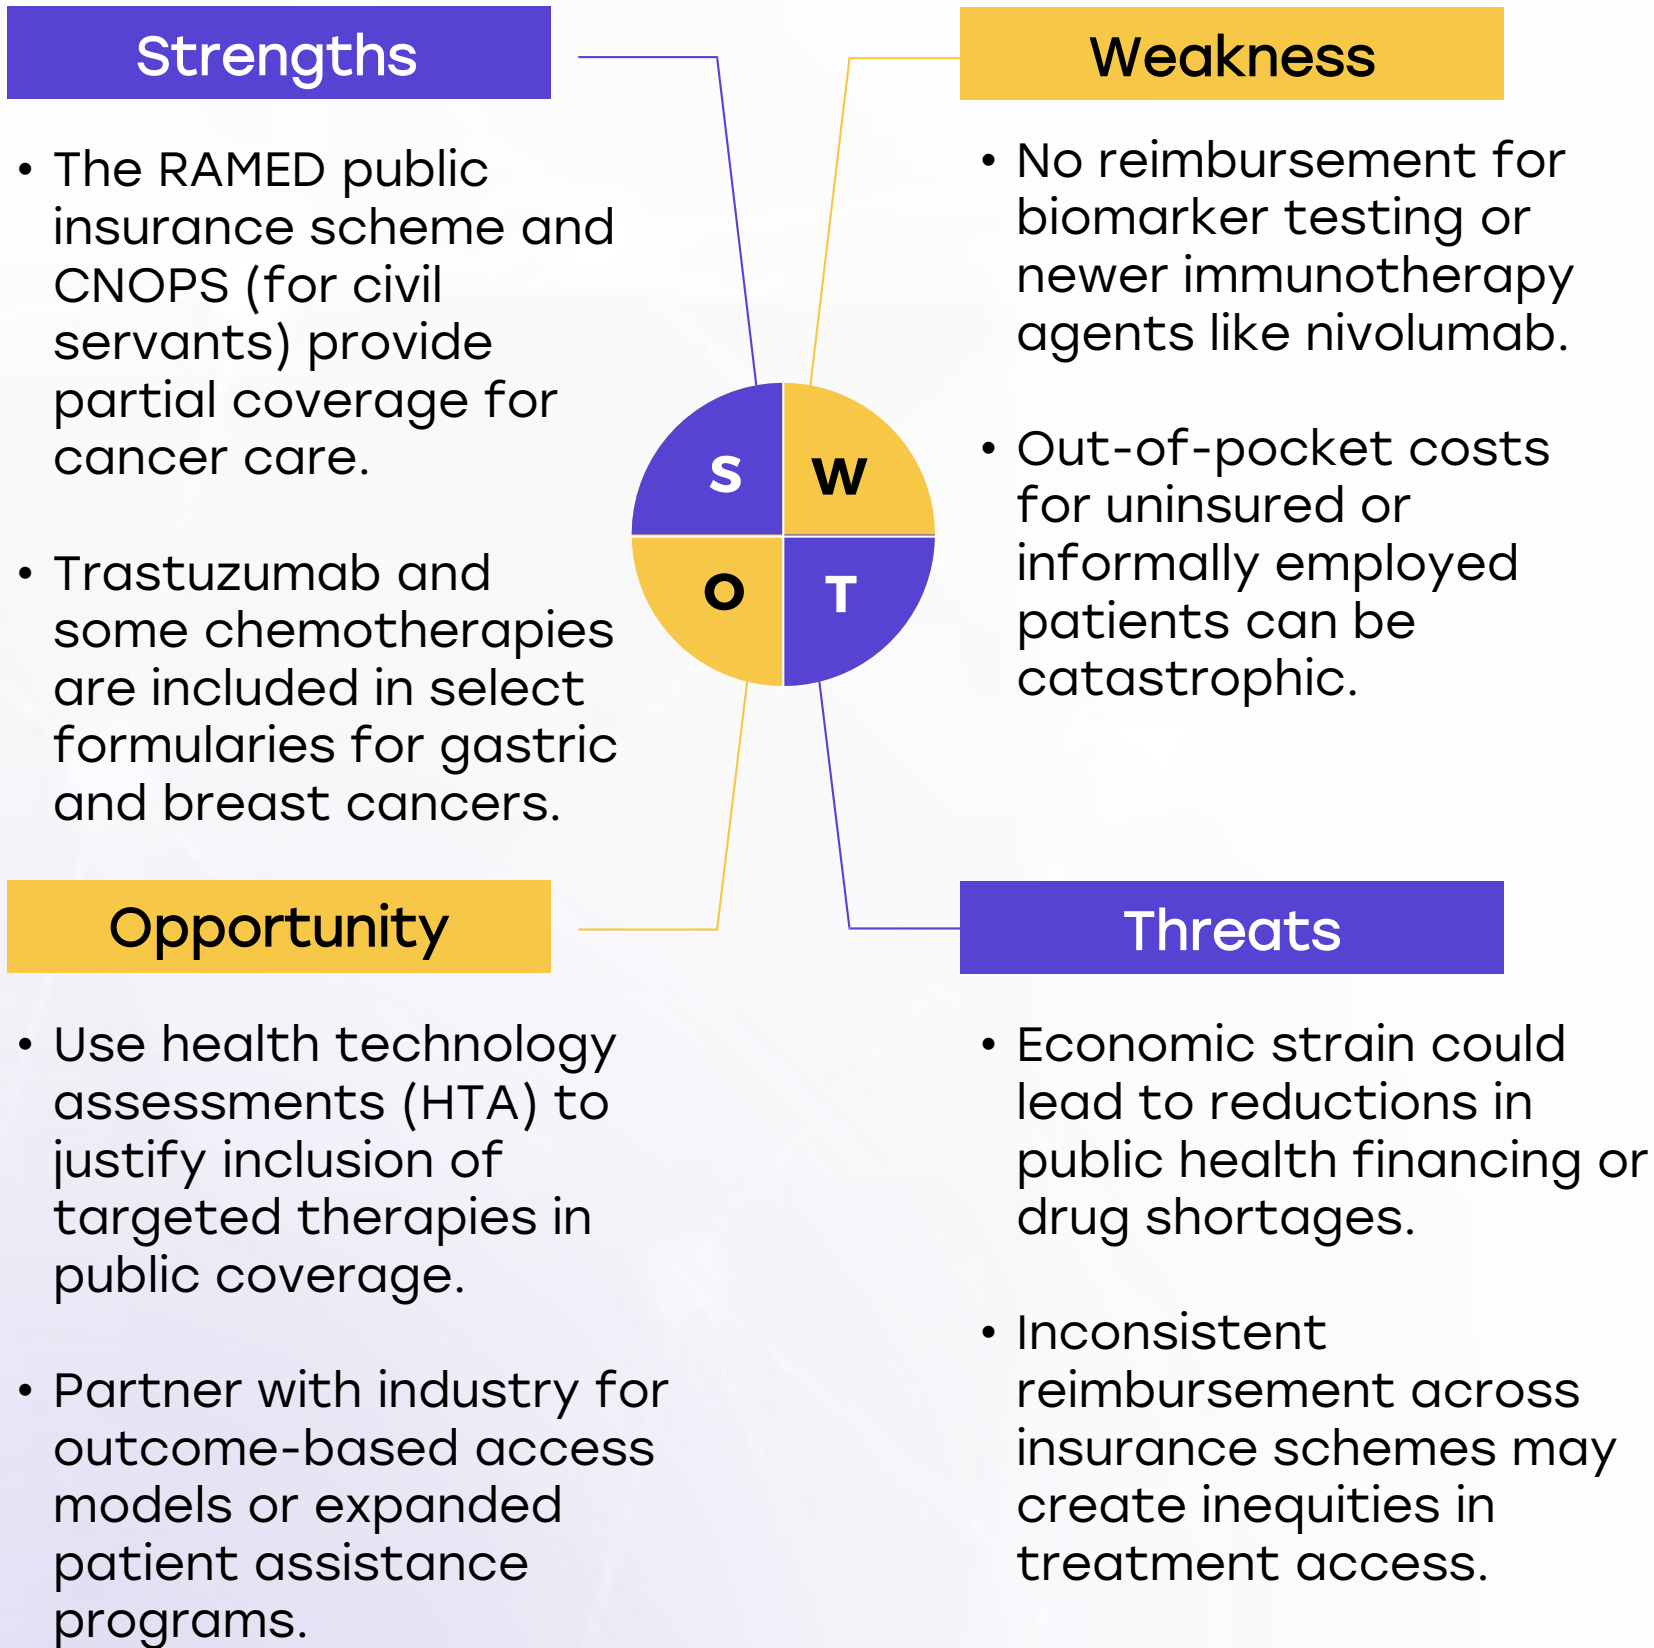 Strengths
• The RAMED public
insurance scheme and
CNOPS (for civil
servants) provide
partial coverage for
cancer care.
• Trastuzumab and
some chemotherapies
are included in select
formularies for gastric
and breast cancers.
Weakness
• No reimbursement for
biomarker testing or
newer immunotherapy
agents like nivolumab.
• Out-of-pocket costs
for uninsured or
informally employed
patients can be
catastrophic.
S
W
O
T
Opportunity
• Use health technology
assessments (HTA) to
justify inclusion of
targeted therapies in
public coverage.
• Partner with industry for
outcome-based access
models or expanded
patient assistance
programs.
Threats
• Economic strain could
lead to reductions in
public health financing or
drug shortages.
• Inconsistent
reimbursement across
insurance schemes may
create inequities in
treatment access.